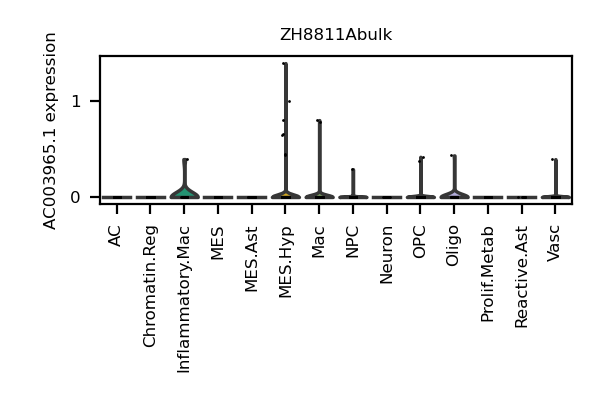 ZH8811Abulk
AC003965.1 expression
1
0
AC
Chromatin.Reg
Inflammatory.Mac
MES
MES.Ast
MES.Hyp
Mac
NPC
Neuron
OPC
Oligo
Prolif.Metab
Reactive.Ast
Vasc